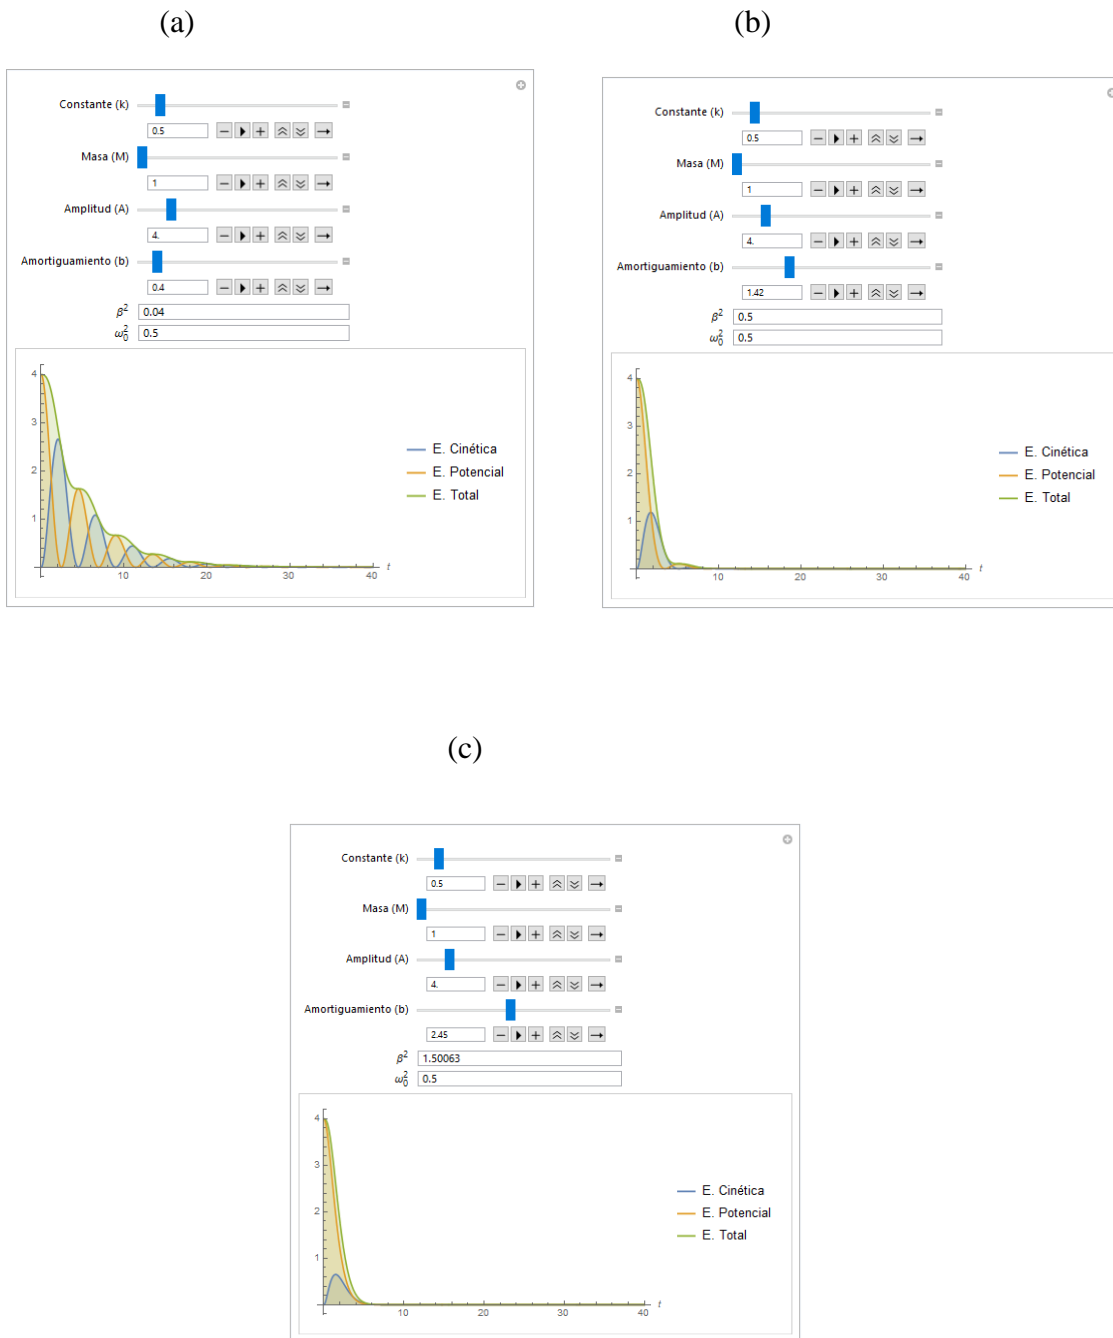 (a)
(b)
Constante (k)
0.5
Masa (M)
1
Amplitud (A)
4.
Amortiguamiento (b)
0.4
β² 0.04
ω₀² 0.5
4
3
2
1
10
20
30
40
t
E. Cinética
E. Potencial
E. Total
Constante (k)
0.5
Masa (M)
1
Amplitud (A)
4.
Amortiguamiento (b)
1.42
β² 0.5
ω₀² 0.5
4
3
2
1
10
20
30
40
t
E. Cinética
E. Potencial
E. Total
(c)
Constante (k)
0.5
Masa (M)
1
Amplitud (A)
4.
Amortiguamiento (b)
2.45
β² 1.50063
ω₀² 0.5
4
3
2
1
10
20
30
40
t
E. Cinética
E. Potencial
E. Total